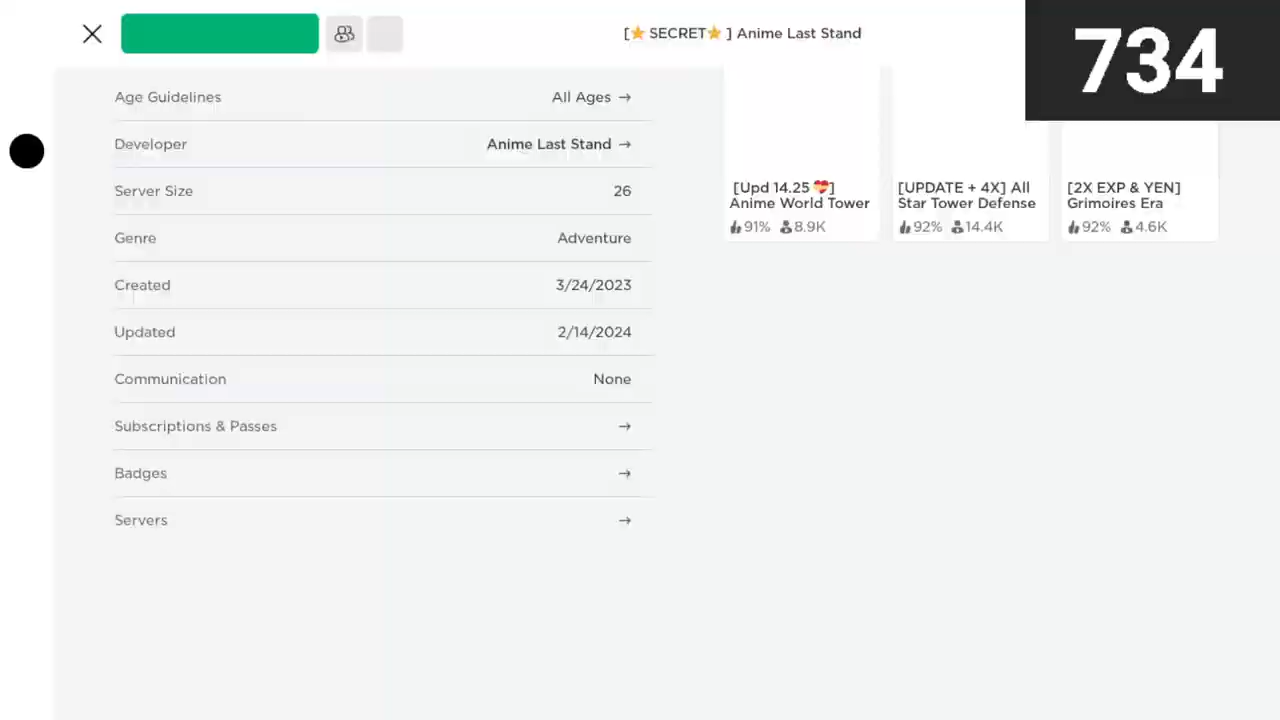 [⭐ SECRET⭐ ] Anime Last Stand
734
Age Guidelines All Ages →
Developer Anime Last Stand →
Server Size 26
Genre Adventure
Created 3/24/2023
Updated 2/14/2024
Communication None
Subscriptions & Passes →
Badges →
Servers →
[Upd 14.25 💝]
Anime World Tower
91% 8.9K
[UPDATE + 4X] All
Star Tower Defense
92% 14.4K
[2X EXP & YEN]
Grimoires Era
92% 4.6K